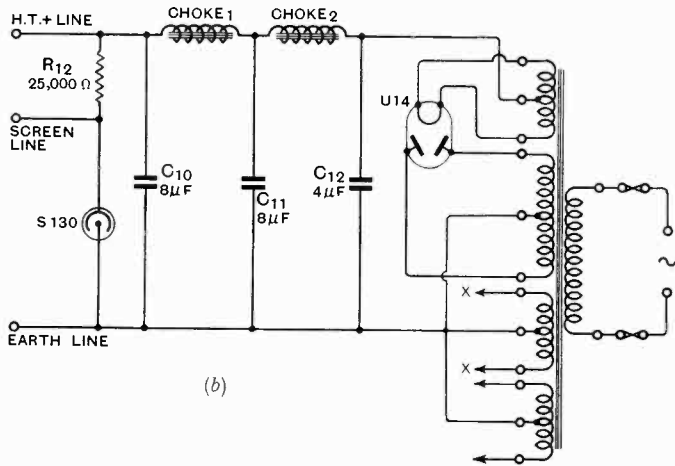 H.T.+ LINE
CHOKE 1
CHOKE 2
R12
25,000 Ω
U14
SCREEN
LINE
C10
8μF
C11
8μF
C12
4μF
S130
X
X
EARTH LINE
(b)